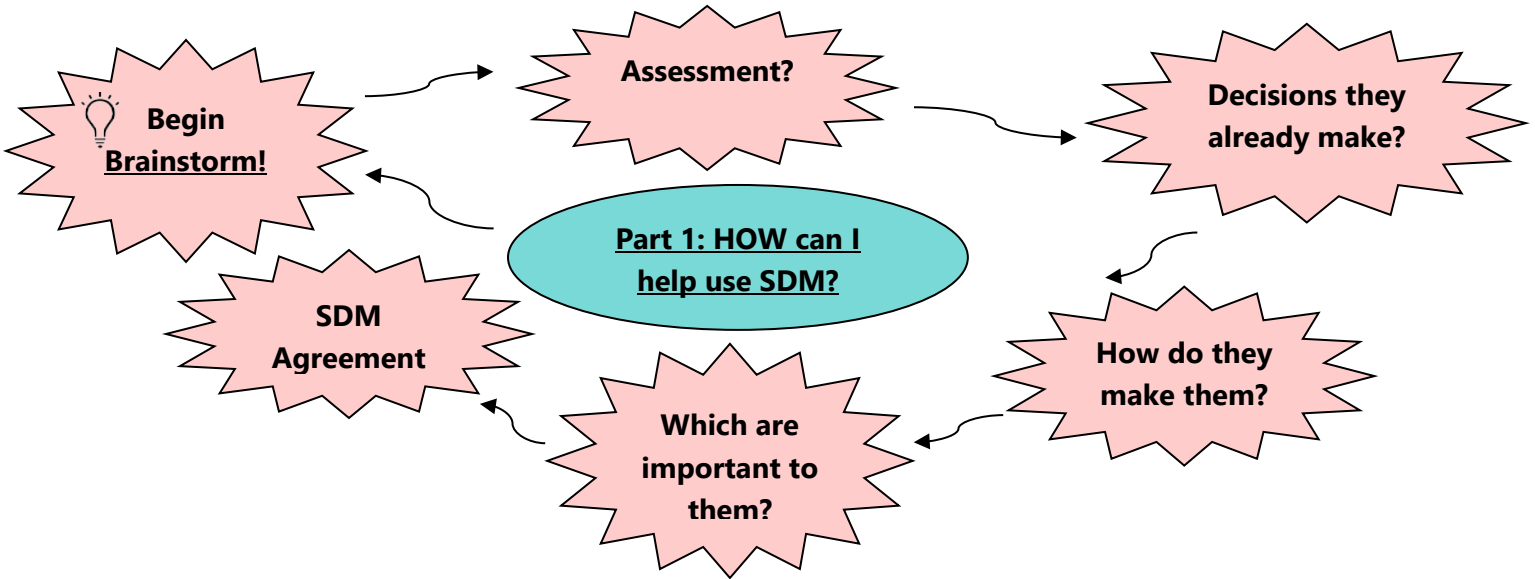 Part 1: HOW can I
help use SDM?
Begin
Brainstorm!
Assessment?
Decisions they
already make?
How do they
make them?
Which are
important to
them?
SDM
Agreement